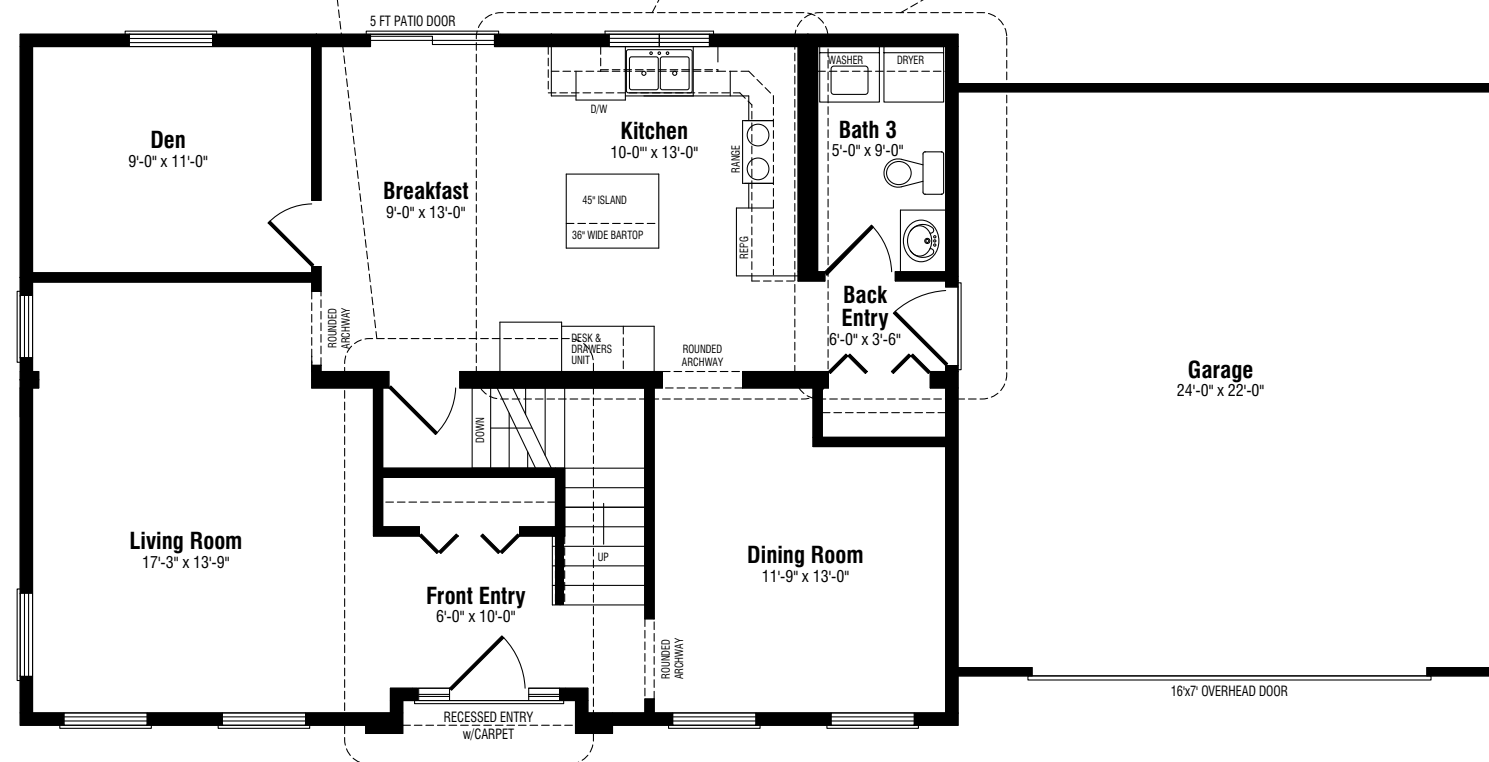 5 FT PATIO DOOR
WASHER
DRYER
D/W
Den
9'-0" x 11'-0"
Kitchen
10-0"' x 13'-0"
Bath 3
5'-0" x 9'-0"
RANGE
Breakfast
9'-0" x 13'-0"
45" ISLAND
36" WIDE BARTOP
REPG
Back
Entry
6'-0" x 3'-6"
ROUNDED
ARCHWAY
DESK &
DRAWERS
UNIT
ROUNDED
ARCHWAY
Garage
24'-0" x 22'-0"
DOWN
Living Room
17'-3" x 13'-9"
UP
Dining Room
11'-9" x 13'-0"
Front Entry
6'-0" x 10'-0"
ROUNDED
ARCHWAY
16'x7' OVERHEAD DOOR
RECESSED ENTRY
w/CARPET